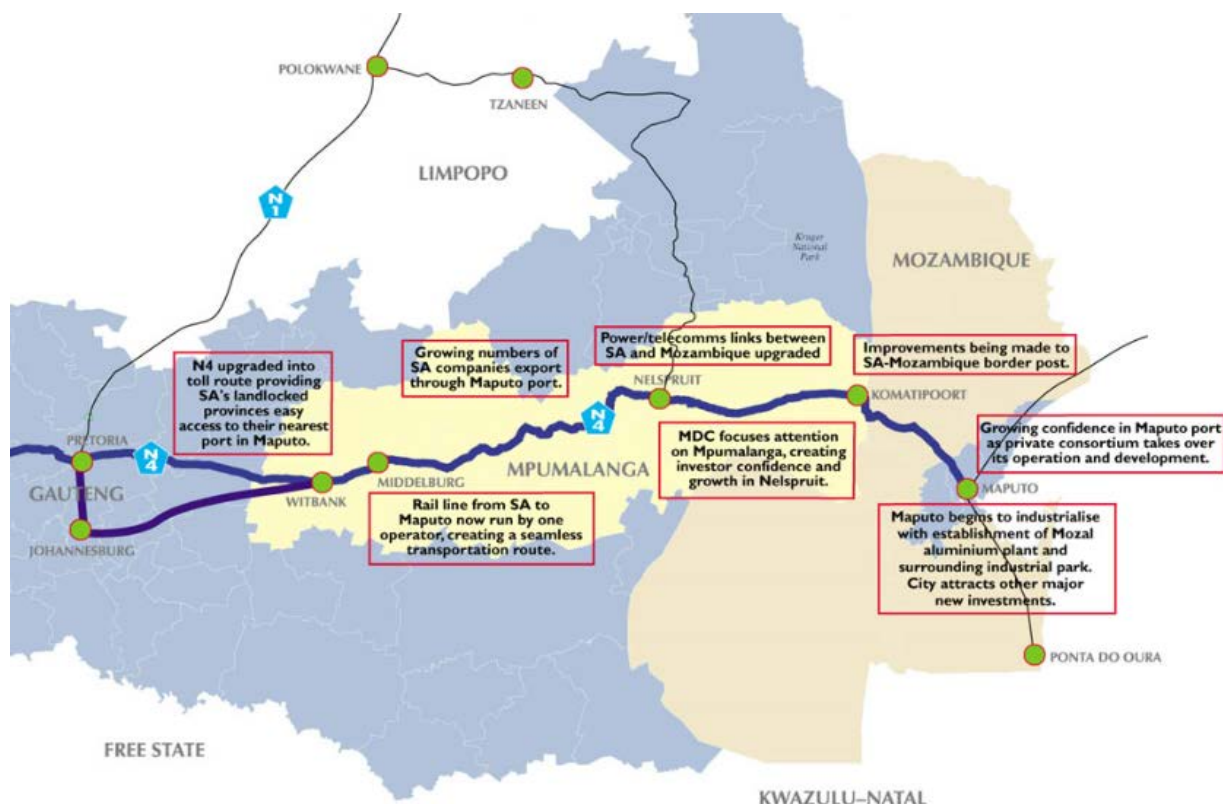 POLOKWANE
TZANEEN
LIMPOPO
N
1
Kruger
National
Park
MOZAMBIQUE
N4 upgraded into
toll route providing
SA's landlocked
provinces easy
access to their nearest
port in Maputo.
Growing numbers of
SA companies export
through Maputo port.
Power/telecomms links between
SA and Mozambique upgraded
Improvements being made to
SA-Mozambique border post.
NELSPRUIT
KOMATIPOORT
PRETORIA
N
4
N
4
GAUTENG
WITBANK
MIDDELBURG
MPUMALANGA
MDC focuses attention
on Mpumalanga, creating
investor confidence and
growth in Nelspruit.
Growing confidence in Maputo port
as private consortium takes over
its operation and development.
MAPUTO
JOHANNESBURG
Rail line from SA to
Maputo now run by one
operator, creating a seamless
transportation route.
Maputo begins to industrialise
with establishment of Mozal
aluminium plant and
surrounding industrial park.
City attracts other major
new investments.
PONTA DO OURA
FREE STATE
KWAZULU–NATAL